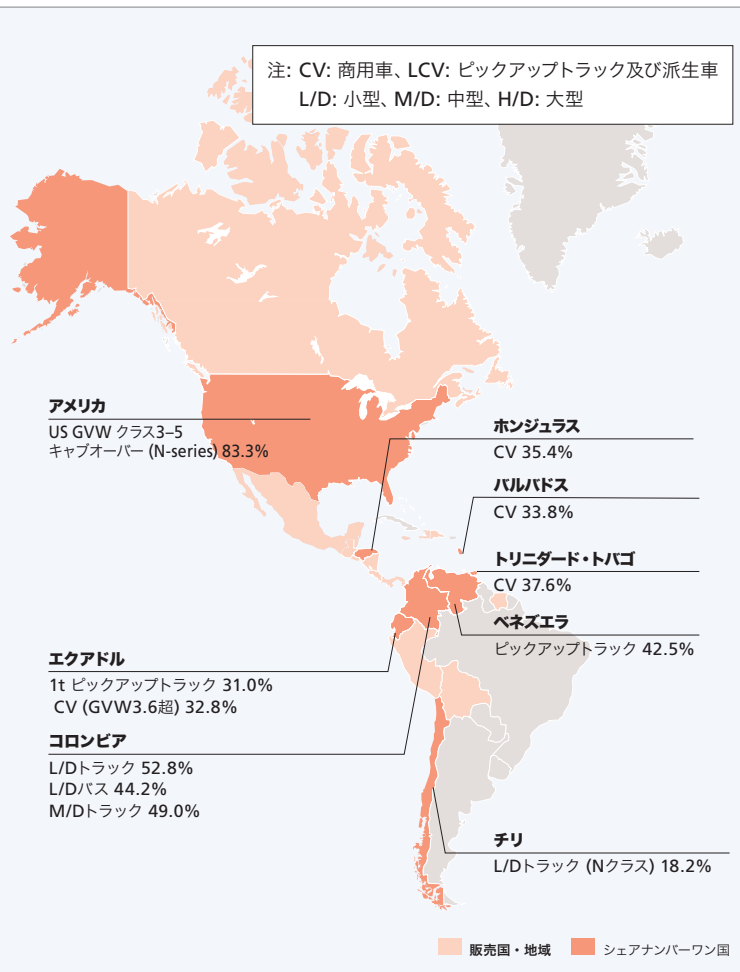 注: CV: 商用車、LCV: ピックアップトラック及び派生車
L/D: 小型、M/D: 中型、H/D: 大型
アメリカ
US GVW クラス3–5
キャブオーバー (N-series) 83.3%
ホンジュラス
CV 35.4%
バルバドス
CV 33.8%
トリニダード・トバゴ
CV 37.6%
ベネズエラ
ピックアップトラック 42.5%
エクアドル
1t ピックアップトラック 31.0%
CV (GVW3.6超) 32.8%
コロンビア
L/Dトラック 52.8%
L/Dバス 44.2%
M/Dトラック 49.0%
チリ
L/Dトラック (Nクラス) 18.2%
販売国・地域 シェアナンバーワン国